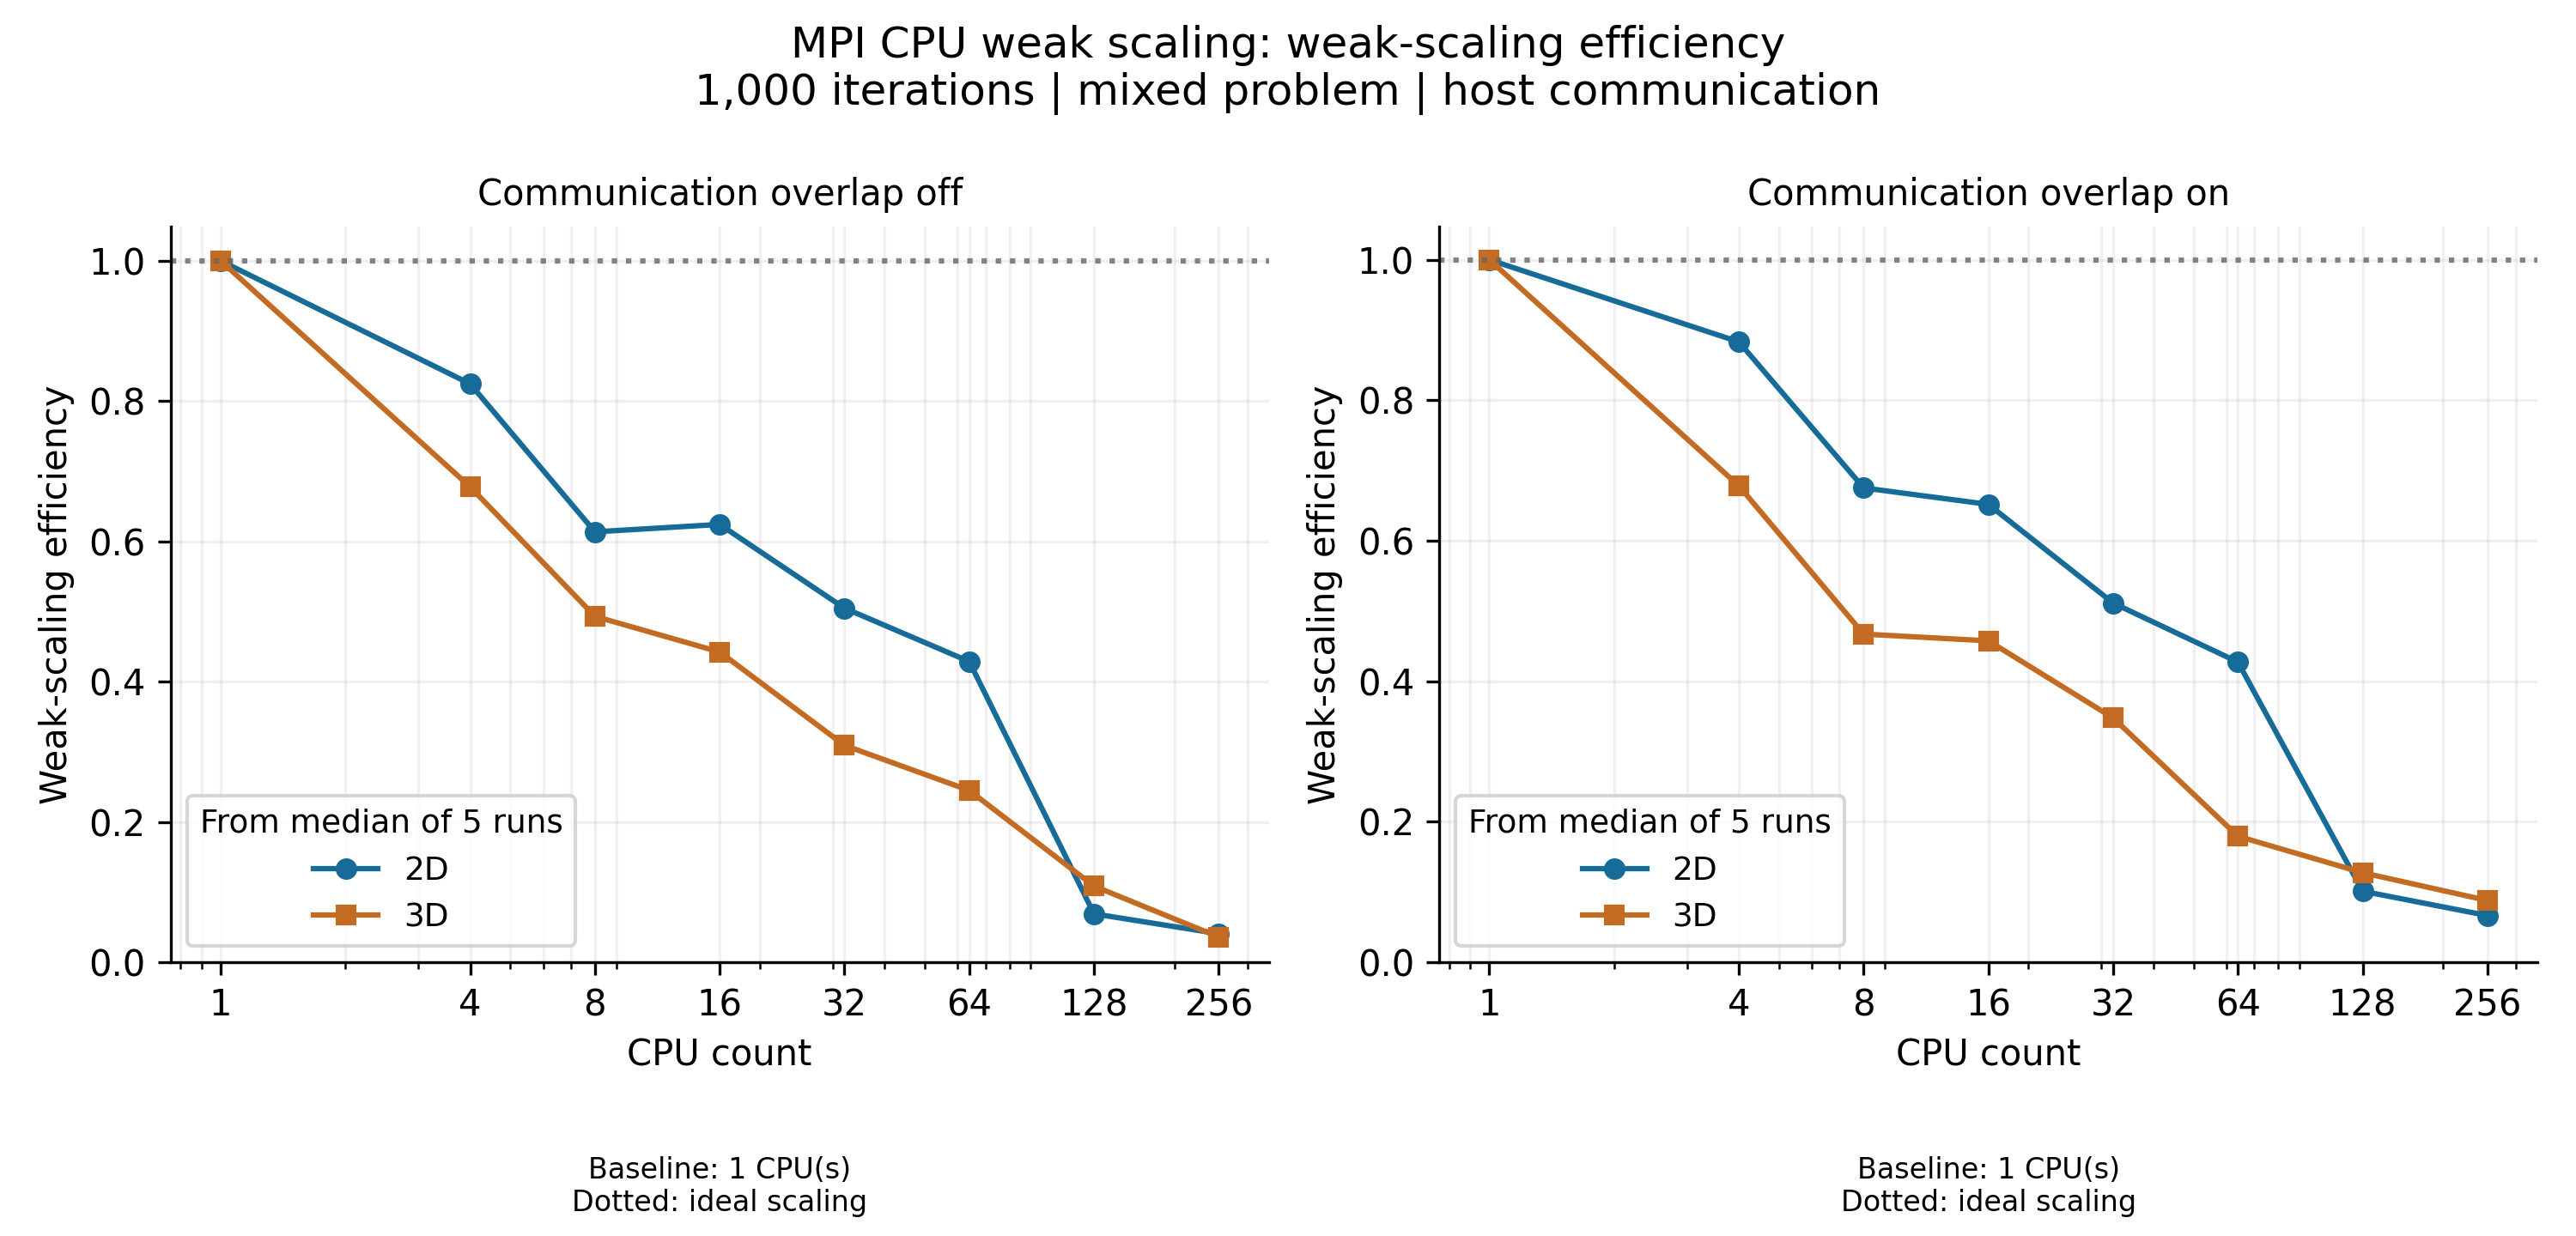 MPI CPU weak scaling: weak-scaling efficiency
1,000 iterations | mixed problem | host communication
Communication overlap off
Weak-scaling efficiency
1.0
0.8
0.6
0.4
0.2
0.0
From median of 5 runs
2D
3D
1 4 8 16 32 64 128 256
CPU count
Baseline: 1 CPU(s)
Dotted: ideal scaling
Communication overlap on
Weak-scaling efficiency
1.0
0.8
0.6
0.4
0.2
0.0
From median of 5 runs
2D
3D
1 4 8 16 32 64 128 256
CPU count
Baseline: 1 CPU(s)
Dotted: ideal scaling